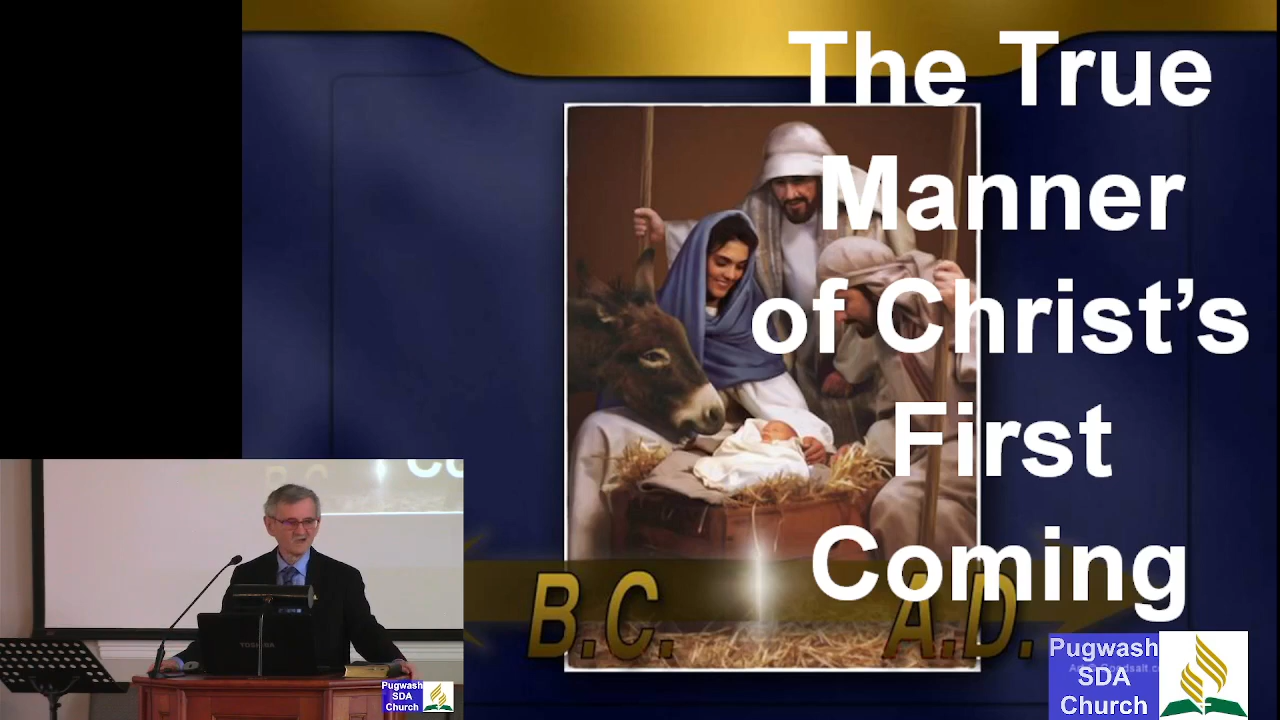 The True
Manner
of Christ’s
First
Coming
B.C.
A.D.
Pugwash
SDA
Church
B.C.
TOSHIBA
Pugwash
SDA
Church